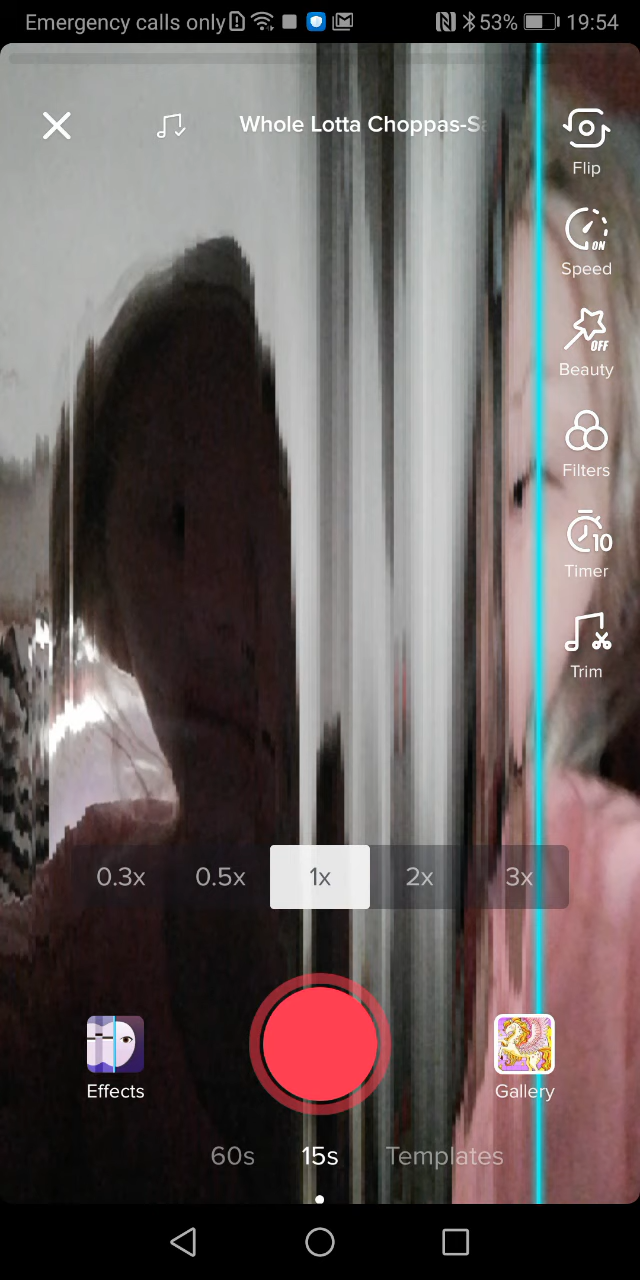 Emergency calls only
53%
19:54
Whole Lotta Choppas-Sa
Flip
ON
Speed
OFF
Beauty
Filters
10
Timer
Trim
0.3x 0.5x 1x 2x 3x
Effects
Gallery
60s 15s Templates